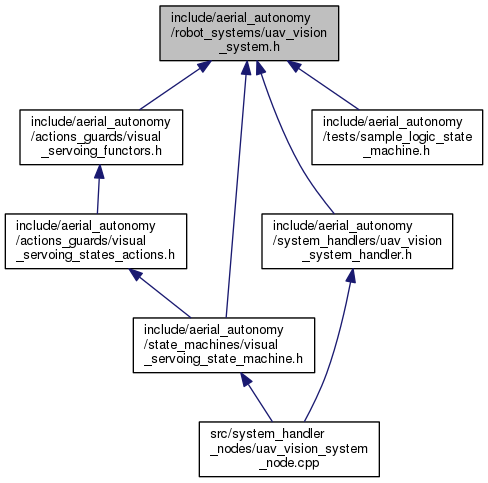 include/aerial_autonomy
/robot_systems/uav_vision
_system.h
include/aerial_autonomy
/actions_guards/visual
_servoing_functors.h
include/aerial_autonomy
/tests/sample_logic_state
_machine.h
include/aerial_autonomy
/actions_guards/visual
_servoing_states_actions.h
include/aerial_autonomy
/system_handlers/uav_vision
_system_handler.h
include/aerial_autonomy
/state_machines/visual
_servoing_state_machine.h
src/system_handler
_nodes/uav_vision_system
_node.cpp